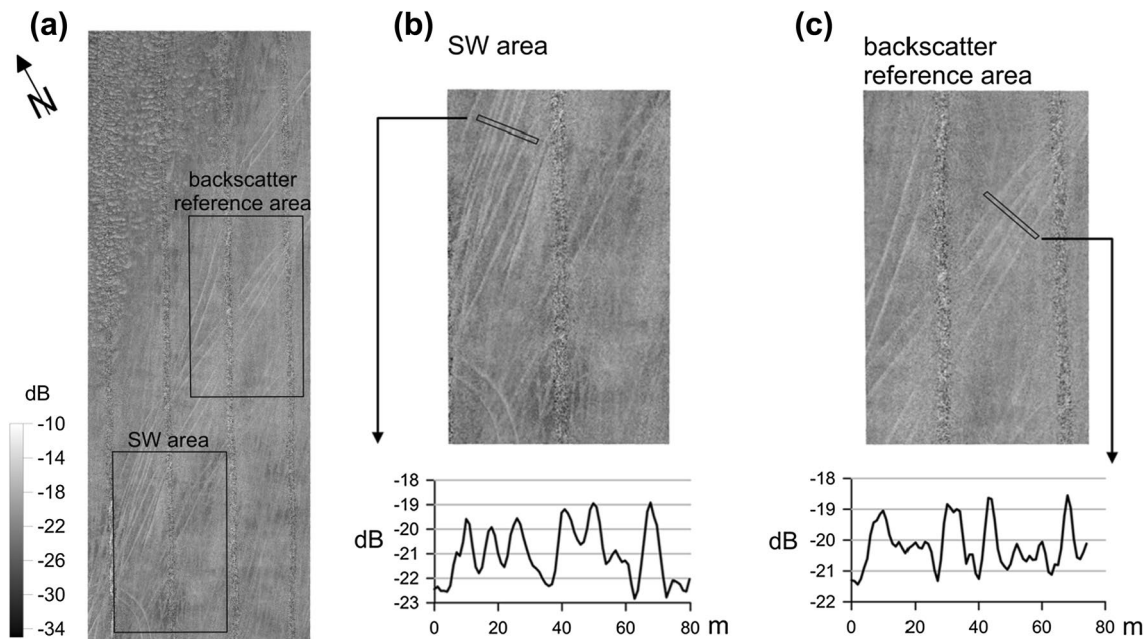 (a)
N
backscatter
reference area
SW area
dB
-10
-14
-18
-22
-26
-30
-34
(b)
SW area
-18
-19
-20
-21
-22
-23
dB
0
20
40
60
80
m
(c)
backscatter
reference area
-18
-19
-20
-21
-22
dB
0
20
40
60
80
m